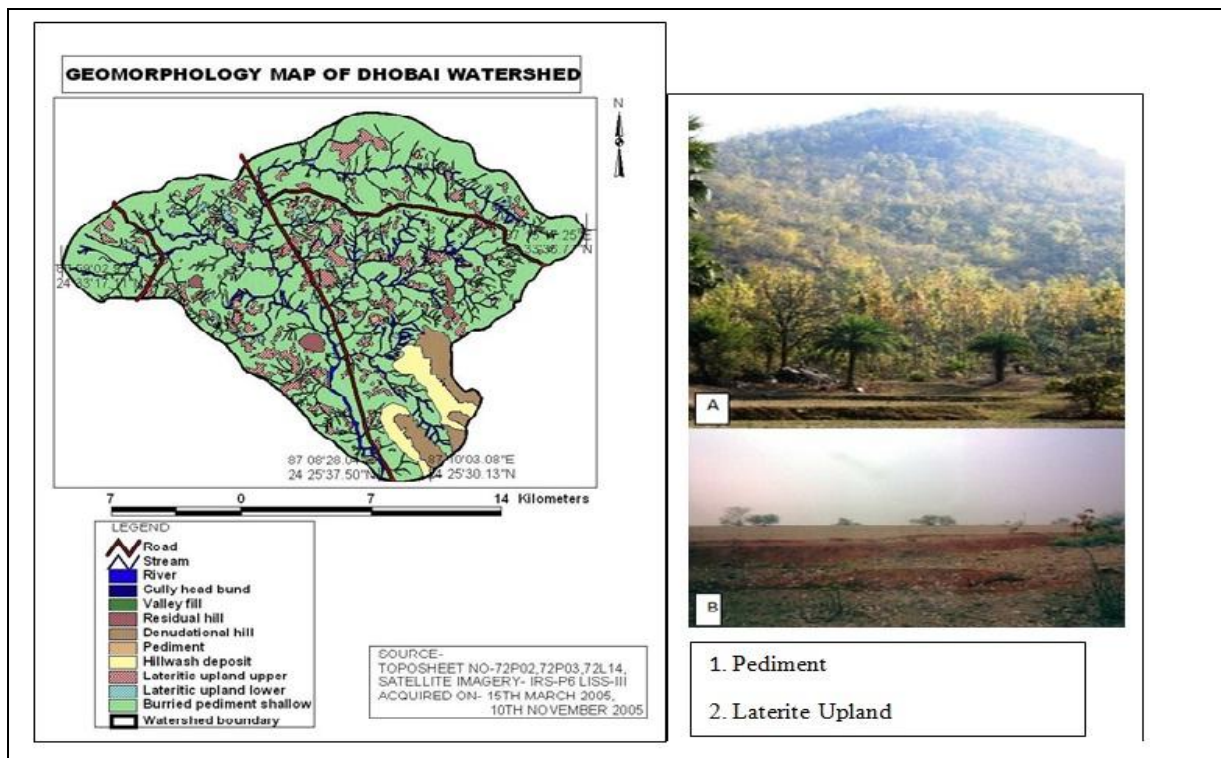 GEOMORPHOLOGY MAP OF DHOBAI WATERSHED
N
N
87 08'28.0
24 25'37.50"N
10'03.08"E
25'30.13"N
7 0 7 14 Kilometers
LEGEND
Road
Stream
River
Gully head bund
Valley fill
Residual hill
Denudational hill
Pediment
Hillwash deposit
Lateritic upland upper
Lateritic upland lower
Burried pediment shallow
Watershed boundary
SOURCE-
TOPOSHEET NO-72P02,72P03,72L14,
SATELLITE IMAGERY- IRS-P6 LISS-III
ACQUIRED ON- 15TH MARCH 2005,
10TH NOVEMBER 2005
A
B
1. Pediment
2. Laterite Upland